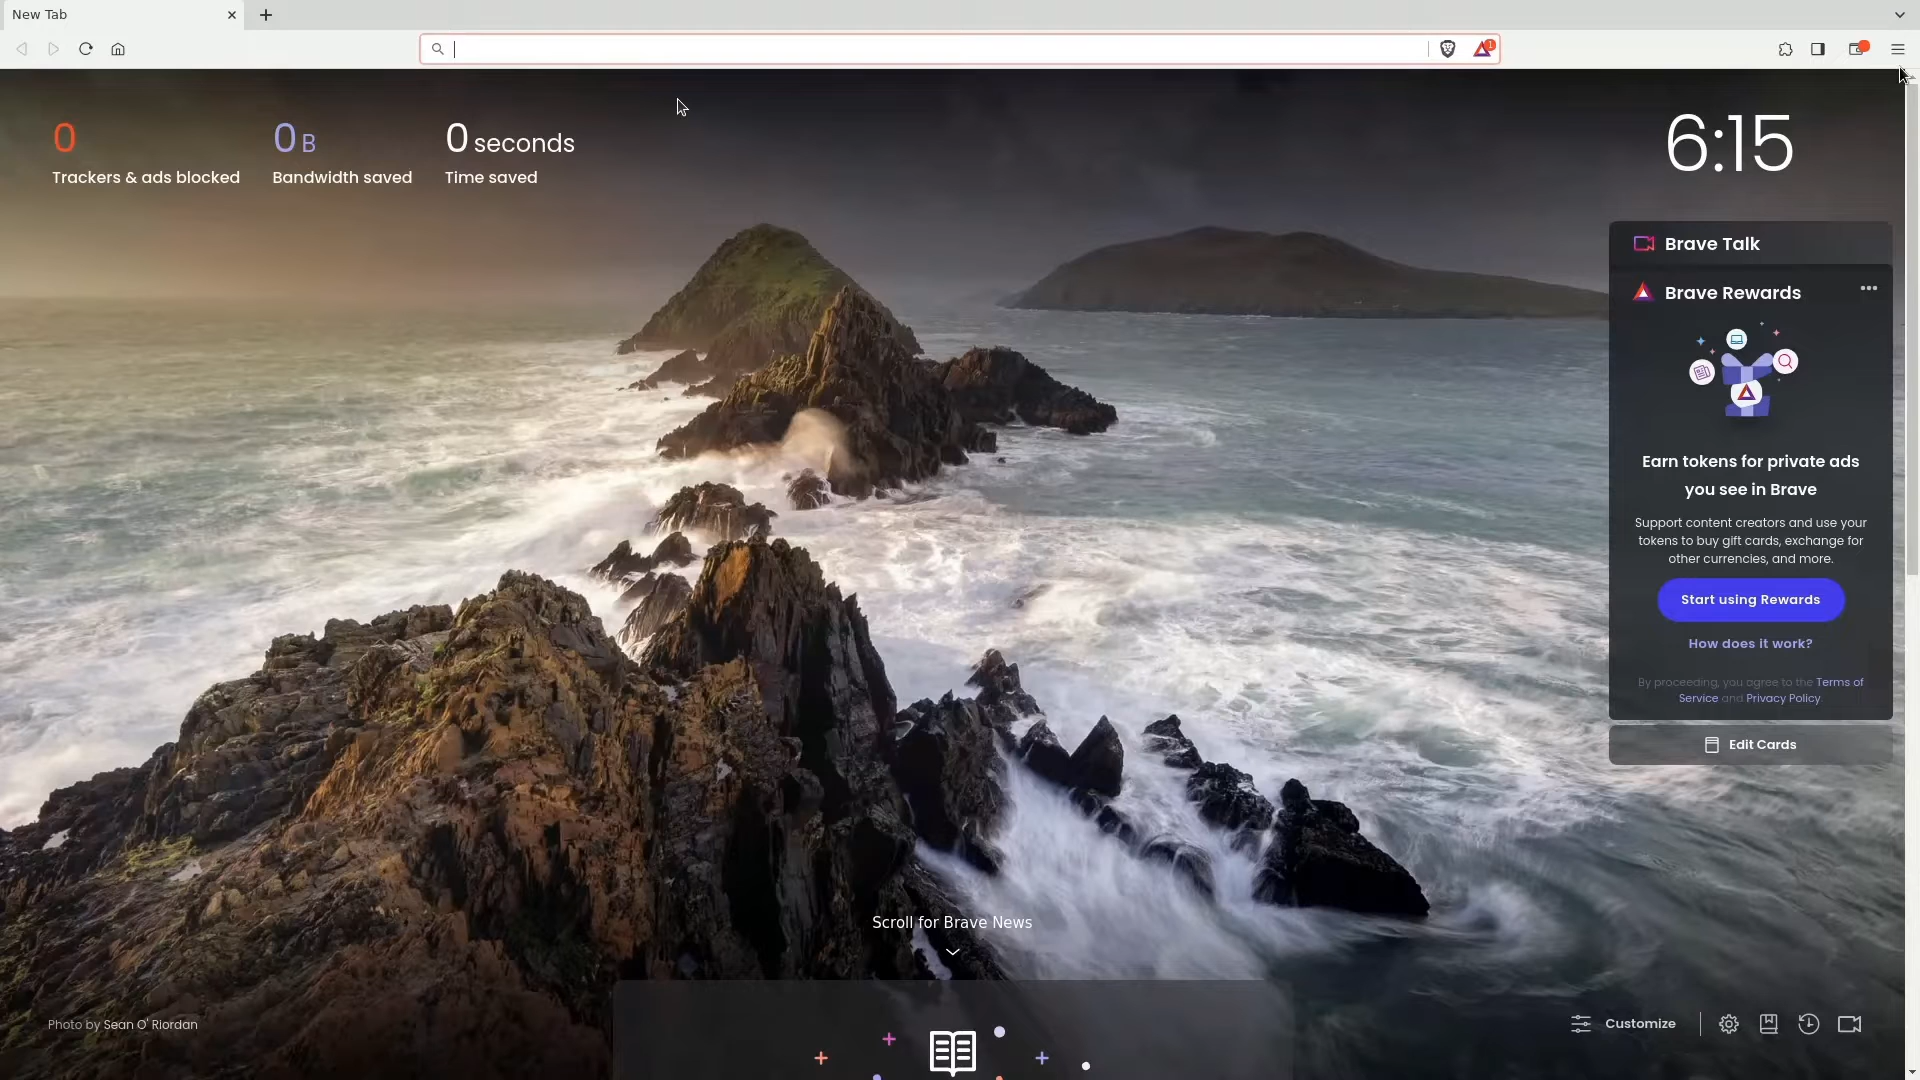 New Tab
1
0
Trackers & ads blocked
0 B
Bandwidth saved
0 seconds
Time saved
6:15
Brave Talk
Brave Rewards
Earn tokens for private ads
you see in Brave
Support content creators and use your
tokens to buy gift cards, exchange for
other currencies, and more.
Start using Rewards
How does it work?
By proceeding, you agree to the Terms of
Service and Privacy Policy.
Edit Cards
Scroll for Brave News
Photo by Sean O' Riordan
Customize